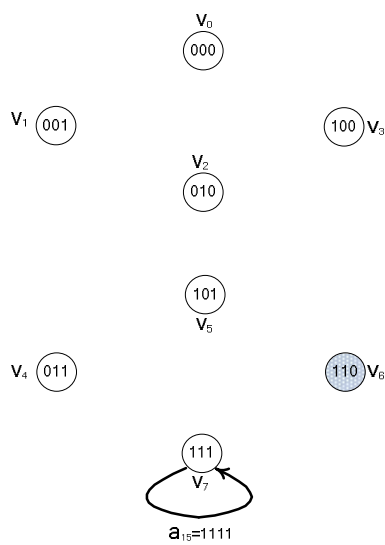 V₀
000
V₁ 001
100 V₃
V₂
010
101
V₅
V₄ 011
110 V₆
111
V₇
a₁₅=1111